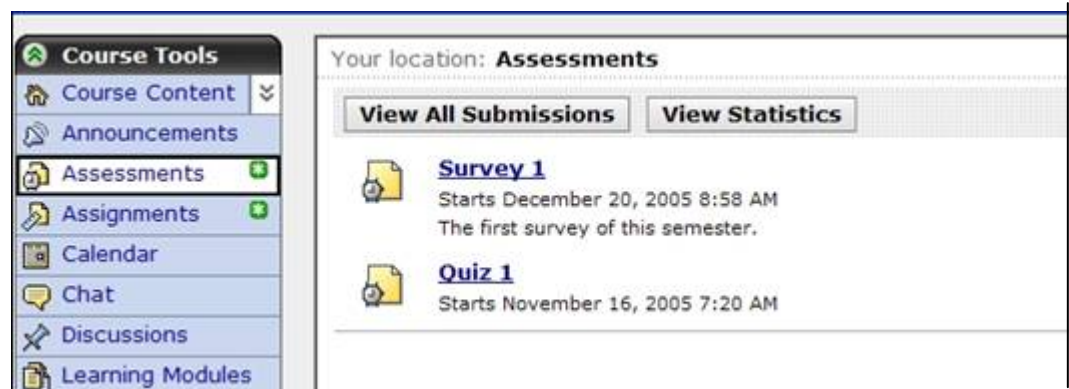 Course Tools
Course Content
Announcements
Assessments
Assignments
Calendar
Chat
Discussions
Learning Modules
Your location: Assessments
View All Submissions
View Statistics
Survey 1
Starts December 20, 2005 8:58 AM
The first survey of this semester.
Quiz 1
Starts November 16, 2005 7:20 AM